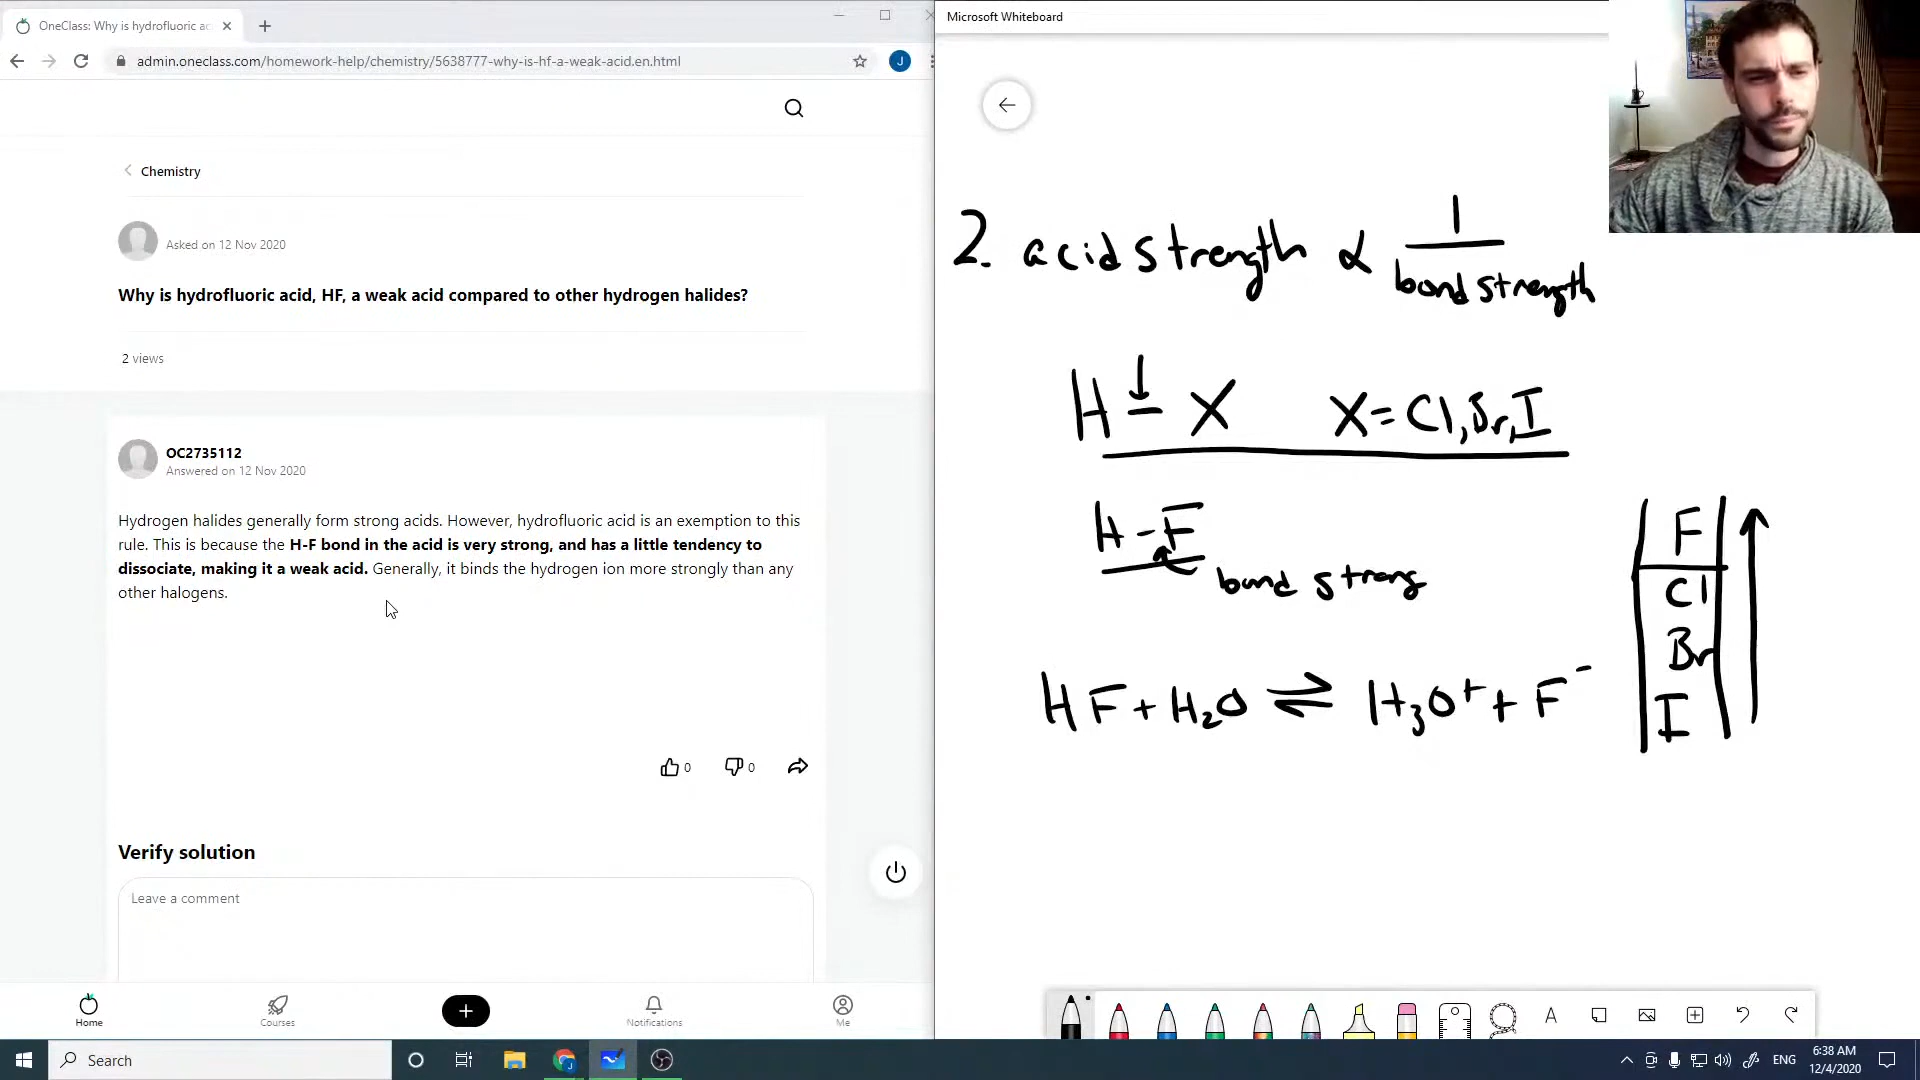 OneClass: Why is hydrofluoric ac
admin.oneclass.com/homework-help/chemistry/5638777-why-is-hf-a-weak-acid.en.html
J
Chemistry
Asked on 12 Nov 2020
Why is hydrofluoric acid, HF, a weak acid compared to other hydrogen halides?
2 views
OC2735112
Answered on 12 Nov 2020
Hydrogen halides generally form strong acids. However, hydrofluoric acid is an exemption to this
rule. This is because the H-F bond in the acid is very strong, and has a little tendency to
dissociate, making it a weak acid. Generally, it binds the hydrogen ion more strongly than any
other halogens.
0 0
Verify solution
Leave a comment
Home Courses Notifications Me
Microsoft Whiteboard
2. acid strength ∝ 1
bond strength
H - X X = Cl, Br, I
H - F
bond strong
HF + H₂O ⇌ H₃O⁺ + F⁻
F
Cl
Br
I
A
Search
ENG
6:38 AM
12/4/2020